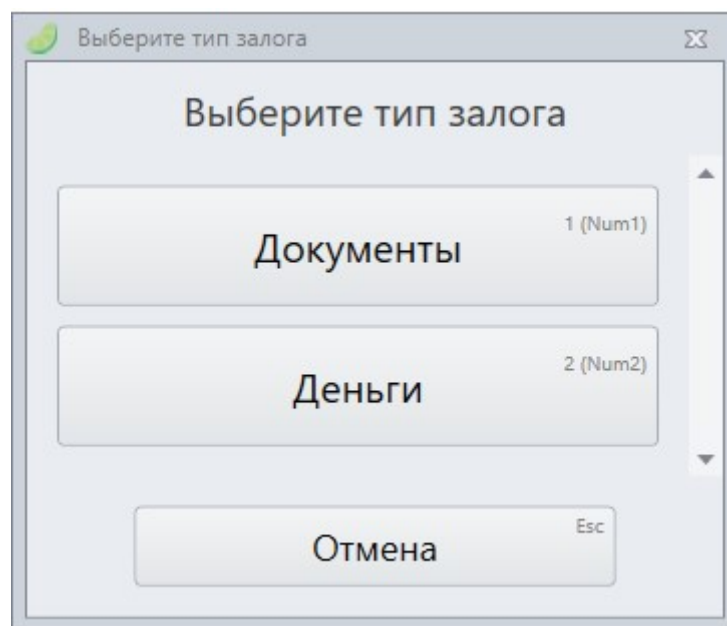 Выберите тип залога
Выберите тип залога
1 (Num1)
Документы
2 (Num2)
Деньги
Esc
Отмена